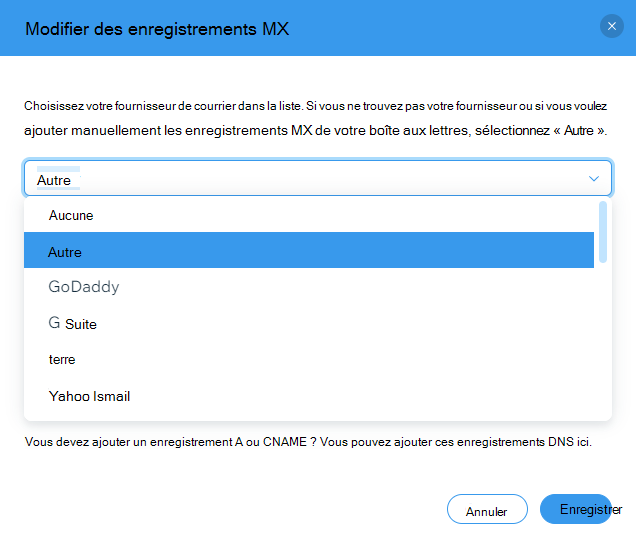 Modifier des enregistrements MX
Choisissez votre fournisseur de courrier dans la liste. Si vous ne trouvez pas votre fournisseur ou si vous voulez
ajouter manuellement les enregistrements MX de votre boîte aux lettres, sélectionnez « Autre ».
Autre
Aucune
Autre
GoDaddy
G Suite
terre
Yahoo Ismail
Vous devez ajouter un enregistrement A ou CNAME ? Vous pouvez ajouter ces enregistrements DNS ici.
Annuler
Enregistrer